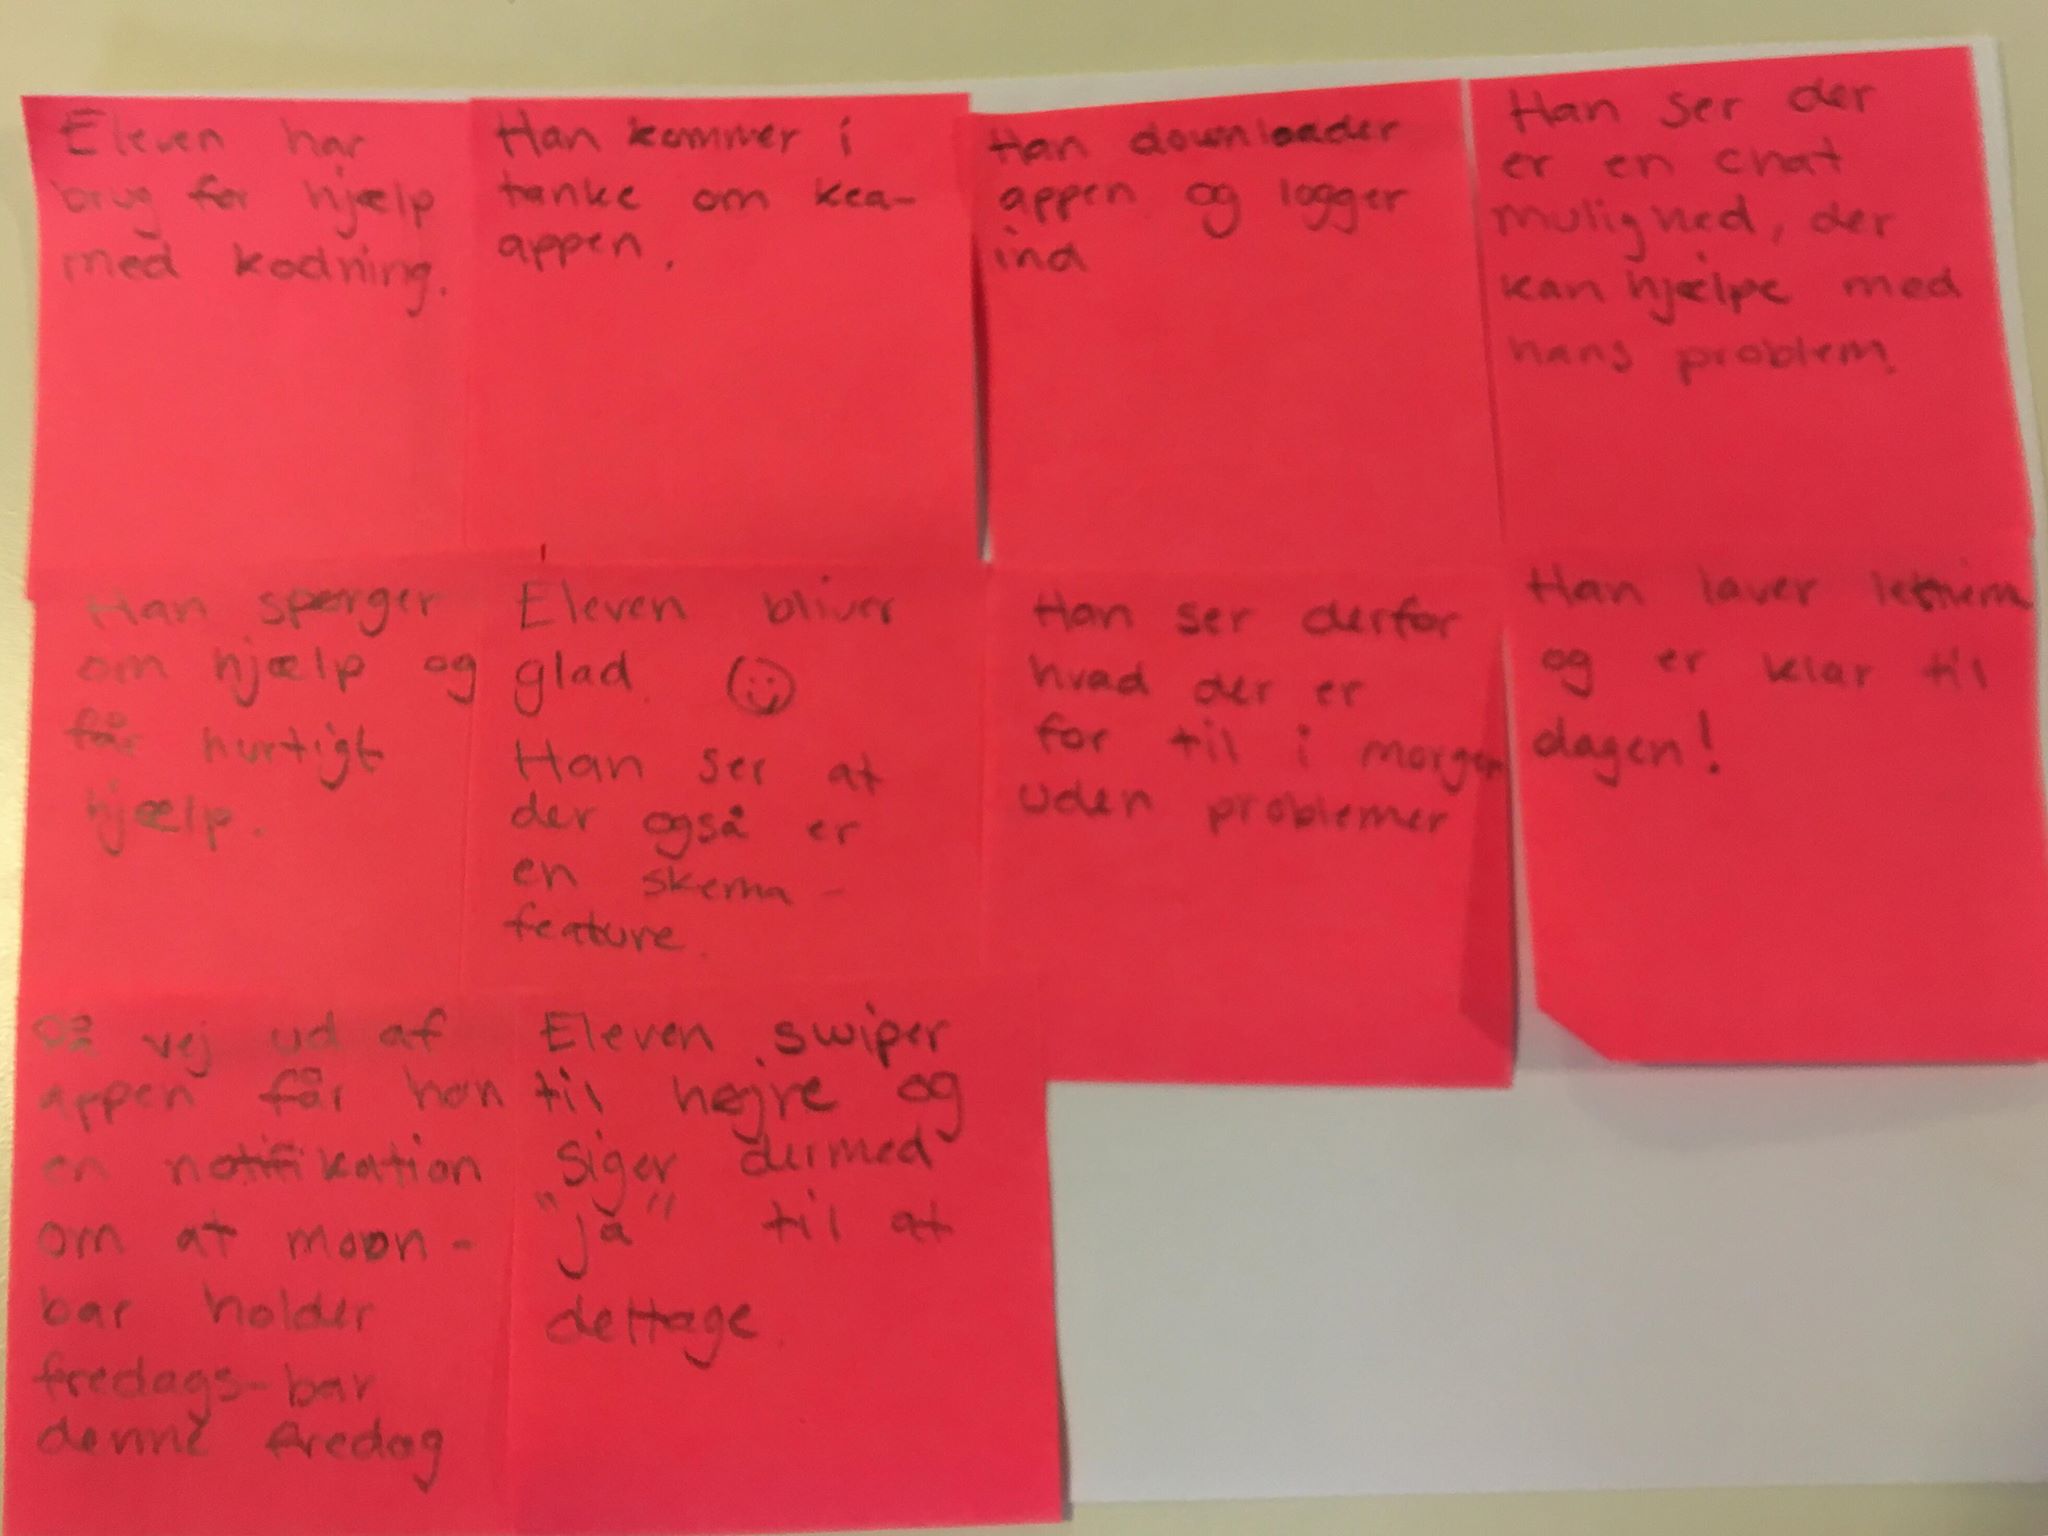 Eleven har
brug for hjælp
med kodning.
Han kommer i
tanke om kea-
appen.
Han downloader
appen og logger
ind
Han ser der
er en chat
mulighed, der
kan hjælpe med
hans problem.
Han spørger
om hjælp og
får hurtigt
hjælp.
Eleven bliver
glad. ☺
Han ser at
der også er
en skema-
feature.
Han ser derfor
hvad der er
for til i morgen
uden problemer
Han laver
og er klar til
dagen!
På vej ud af
appen får han
en notifikation
om at moon-
bar holder
fredags-bar
denne fredag
Eleven swiper
til højre og
siger dermed
"ja" til at
deltage.